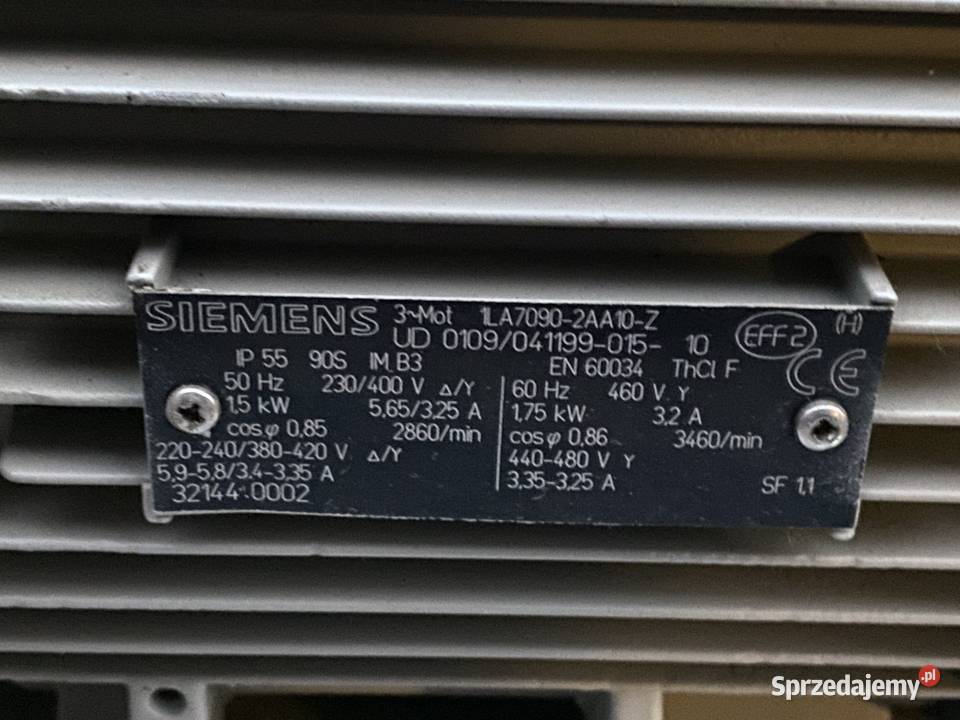 SIEMENS 3~Mot 1LA7090-2AA10-Z
UD 0109/041199-015- 10 EFF2 (H)
IP 55 90S IM B3 EN 60034 Th.Cl F CE
50 Hz 230/400 V Δ/Y
1,5 kW 5,65/3,25 A
cosφ 0,85 2860/min
220-240/380-420 V Δ/Y
5,9-5,8/3,4-3,35 A
32144.0002
60 Hz 460 V Y
1,75 kW 3,2 A
cosφ 0,86 3460/min
440-480 V Y
3,35-3,25 A SF 1,1
Sprzedajemy.pl